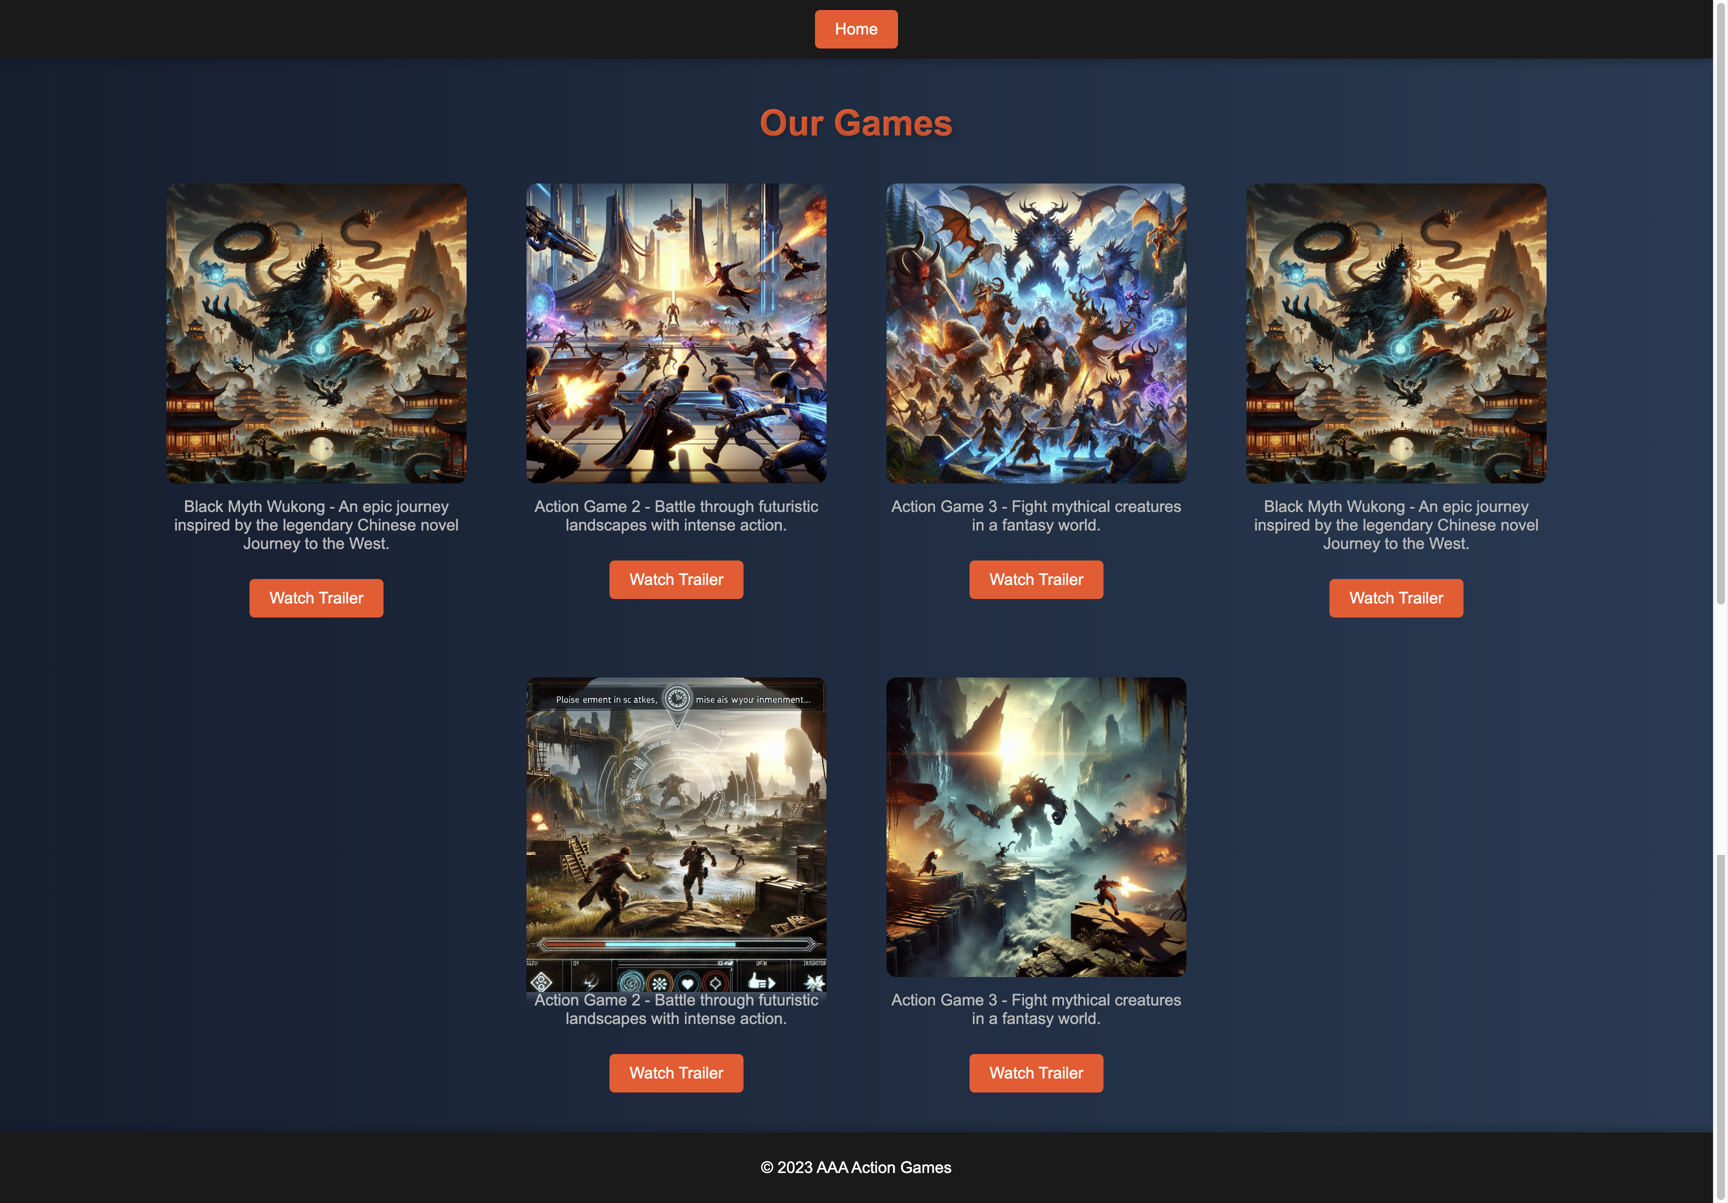 Home
Our Games
Black Myth Wukong - An epic journey
inspired by the legendary Chinese novel
Journey to the West.
Watch Trailer
Action Game 2 - Battle through futuristic
landscapes with intense action.
Watch Trailer
Action Game 3 - Fight mythical creatures
in a fantasy world.
Watch Trailer
Black Myth Wukong - An epic journey
inspired by the legendary Chinese novel
Journey to the West.
Watch Trailer
Ploise ement in sc atkes, mise ais wyour inmenment...
Action Game 2 - Battle through futuristic
landscapes with intense action.
Watch Trailer
Action Game 3 - Fight mythical creatures
in a fantasy world.
Watch Trailer
© 2023 AAA Action Games